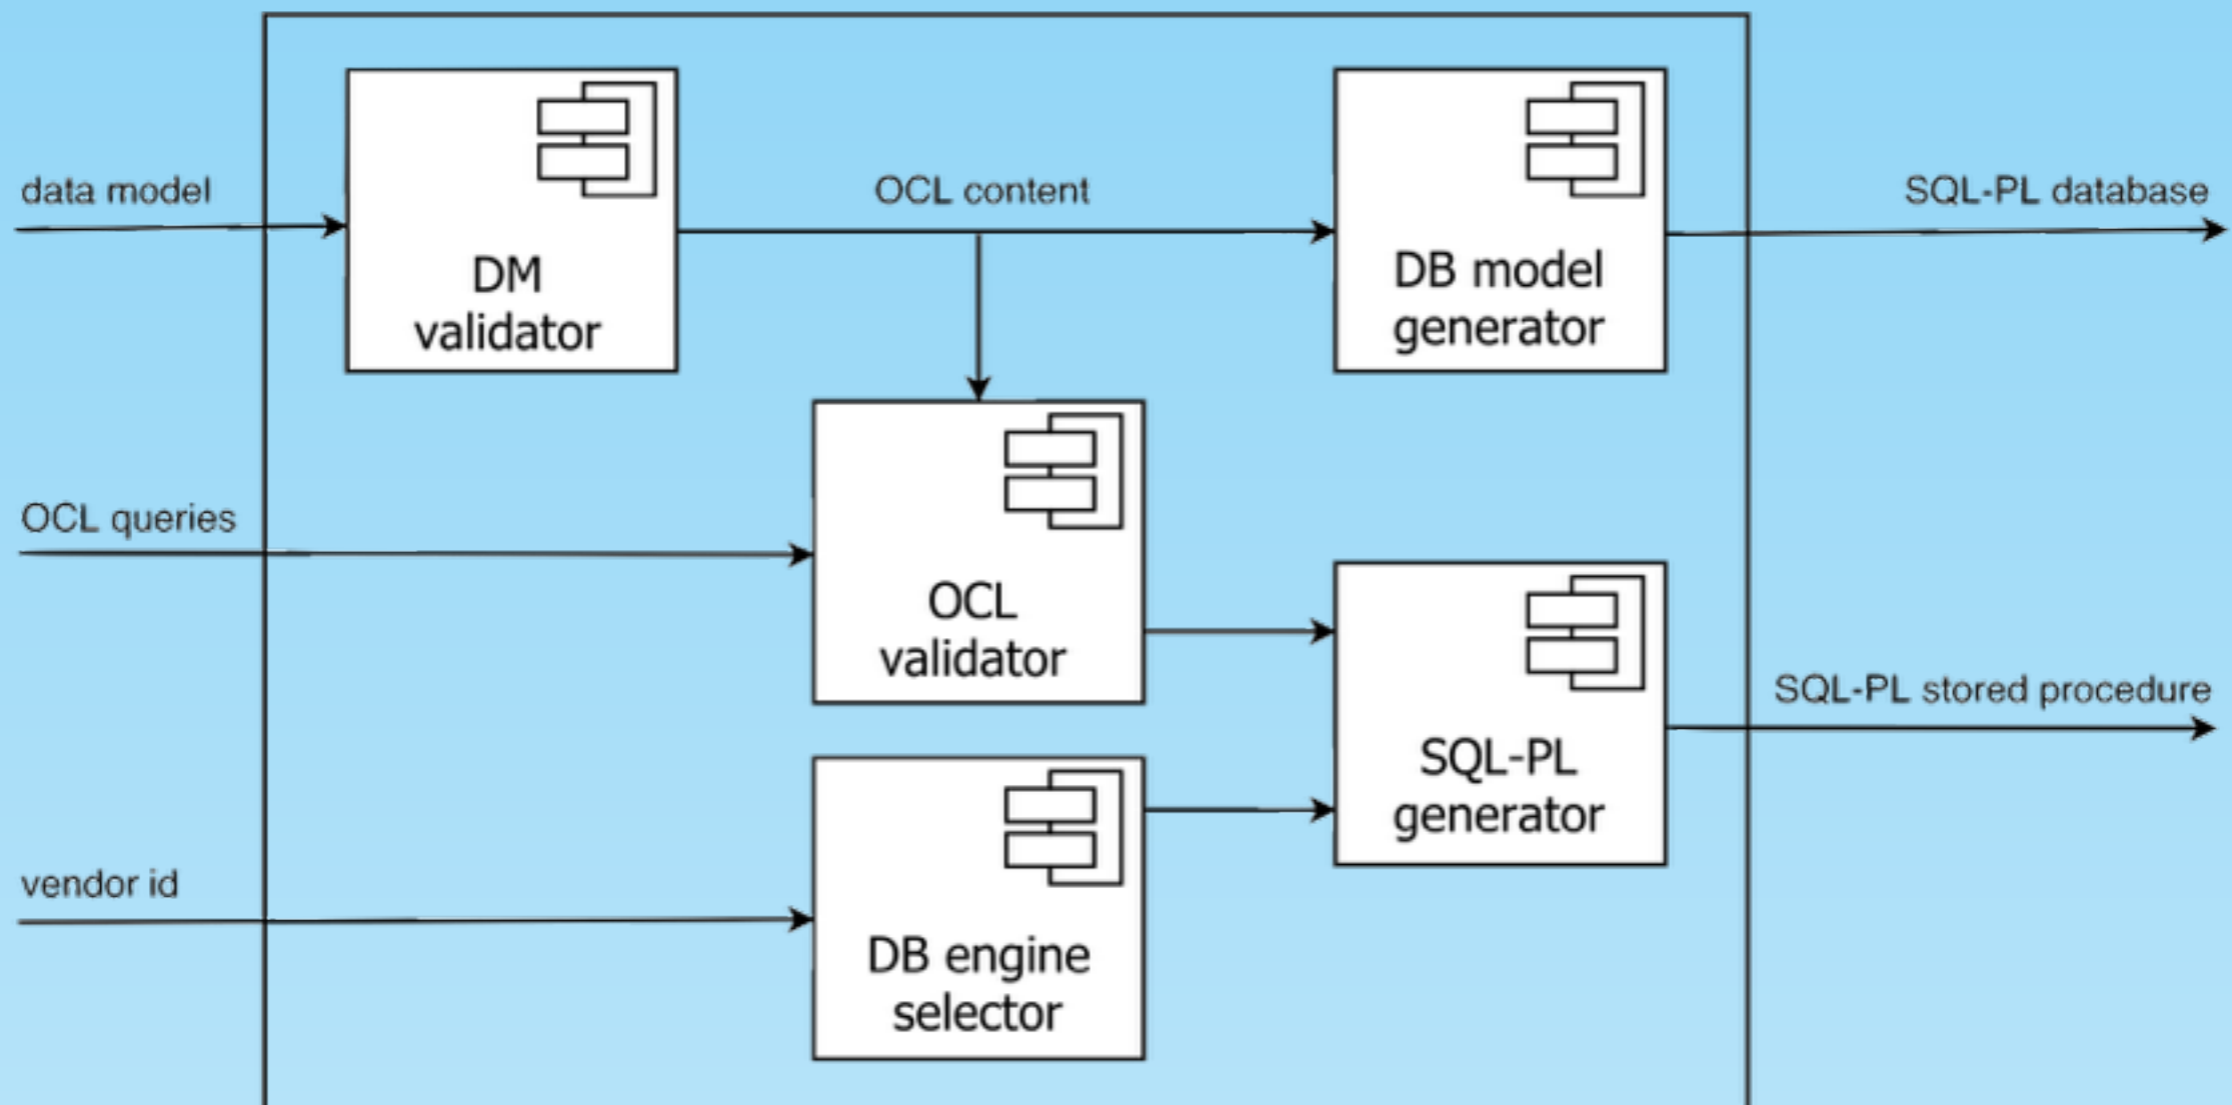 data model
OCL content
SQL-PL database
DM
validator
DB model
generator
OCL queries
OCL
validator
SQL-PL stored procedure
SQL-PL
generator
vendor id
DB engine
selector